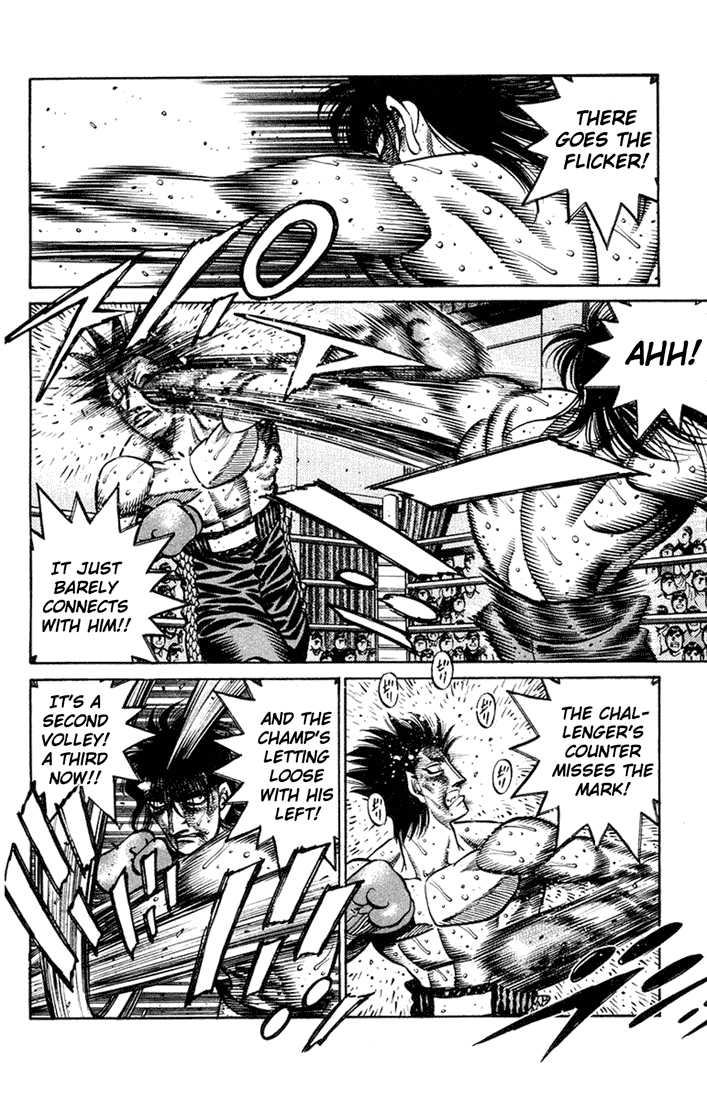 THERE
GOES THE
FLICKER!
AHH!
IT JUST
BARELY
CONNECTS
WITH HIM!!
THE CHAL-
LENGER'S
COUNTER
MISSES THE
MARK!
AND THE
CHAMP'S
LETTING
LOOSE
WITH HIS
LEFT!
IT'S A
SECOND
VOLLEY!
A THIRD
NOW!!